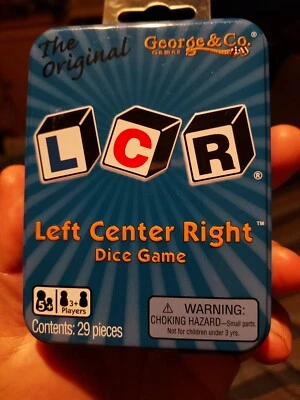 The Original
George & Co.®
GAMES
L C R ®
Left Center Right™
Dice Game
5+
3+
Players
⚠ WARNING:
CHOKING HAZARD—Small parts.
Not for children under 3 yrs.
Contents: 29 pieces